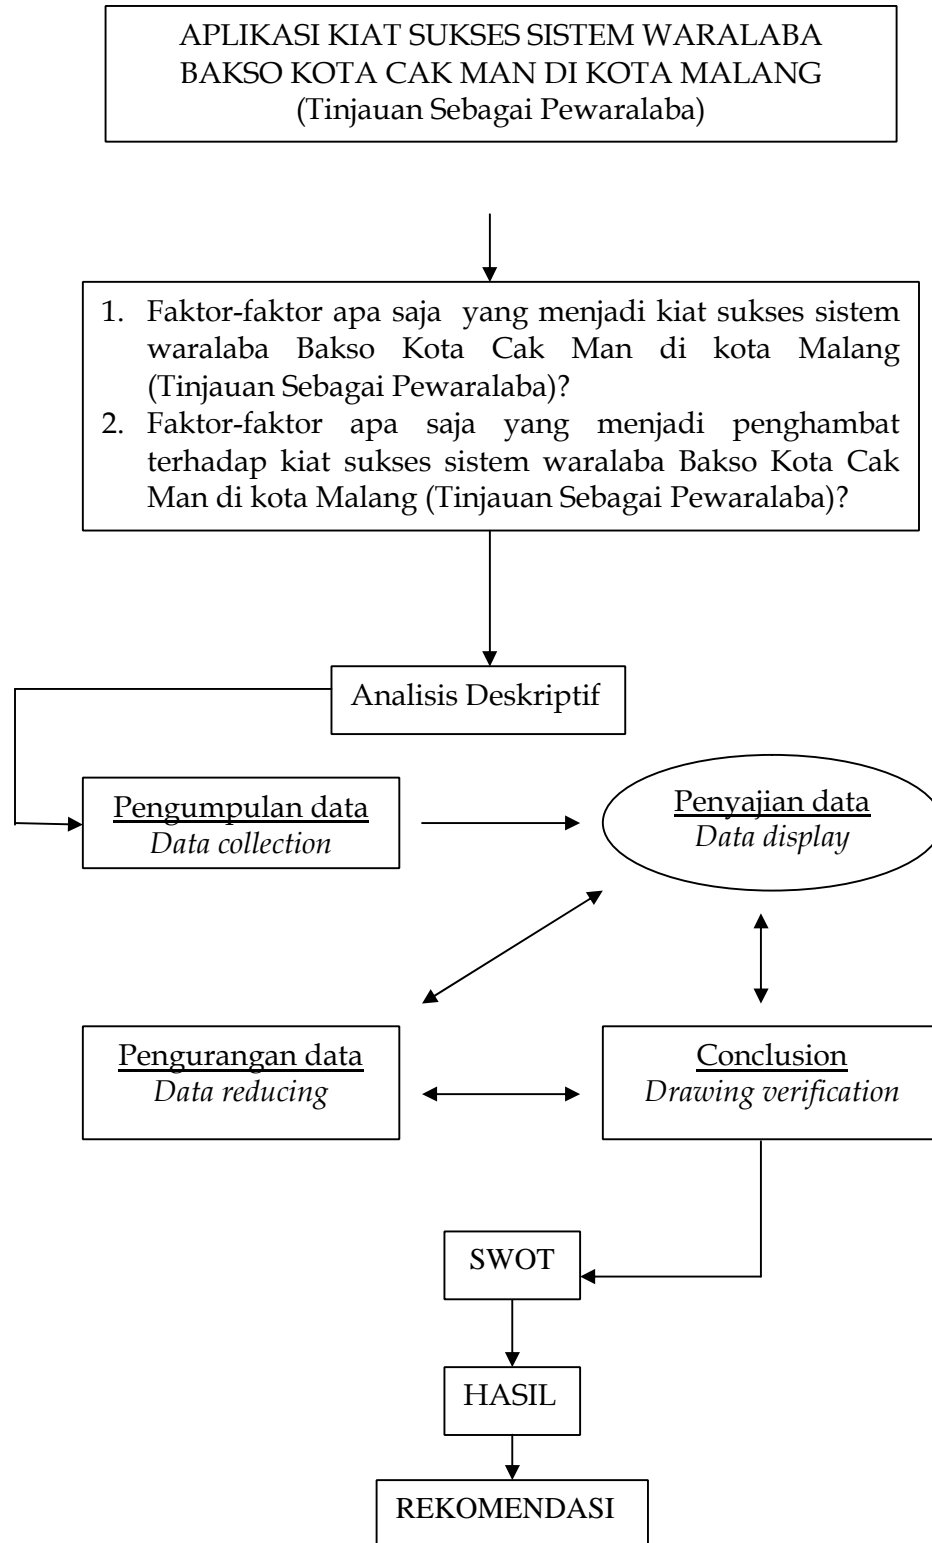 APLIKASI KIAT SUKSES SISTEM WARALABA
BAKSO KOTA CAK MAN DI KOTA MALANG
(Tinjauan Sebagai Pewaralaba)
1. Faktor-faktor apa saja yang menjadi kiat sukses sistem
waralaba Bakso Kota Cak Man di kota Malang
(Tinjauan Sebagai Pewaralaba)?
2. Faktor-faktor apa saja yang menjadi penghambat
terhadap kiat sukses sistem waralaba Bakso Kota Cak
Man di kota Malang (Tinjauan Sebagai Pewaralaba)?
Analisis Deskriptif
Pengumpulan data
Data collection
Penyajian data
Data display
Pengurangan data
Data reducing
Conclusion
Drawing verification
SWOT
HASIL
REKOMENDASI